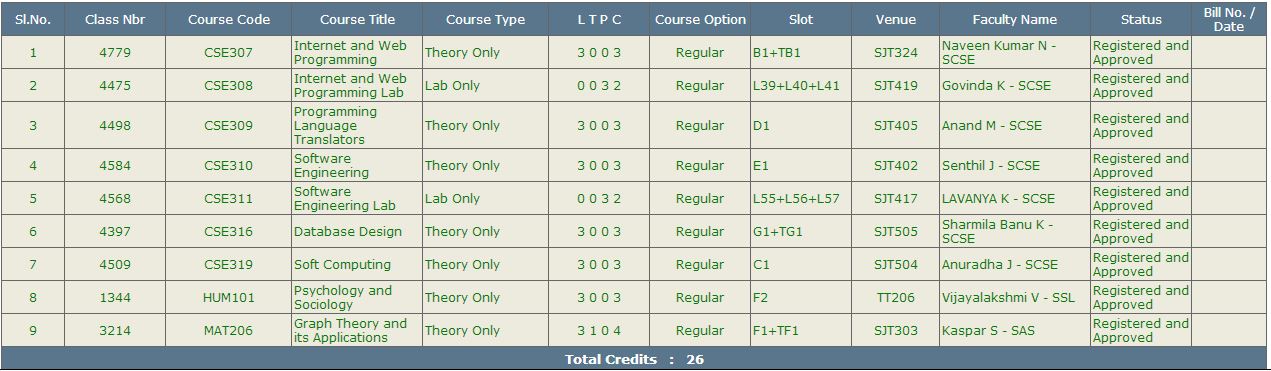 Sl.No. Class Nbr Course Code Course Title Course Type L T P C Course Option Slot Venue Faculty Name Status Bill No. / Date
1 4779 CSE307 Internet and Web Programming Theory Only 3 0 0 3 Regular B1+TB1 SJT324 Naveen Kumar N - SCSE Registered and Approved
2 4475 CSE308 Internet and Web Programming Lab Lab Only 0 0 3 2 Regular L39+L40+L41 SJT419 Govinda K - SCSE Registered and Approved
3 4498 CSE309 Programming Language Translators Theory Only 3 0 0 3 Regular D1 SJT405 Anand M - SCSE Registered and Approved
4 4584 CSE310 Software Engineering Theory Only 3 0 0 3 Regular E1 SJT402 Senthil J - SCSE Registered and Approved
5 4568 CSE311 Software Engineering Lab Lab Only 0 0 3 2 Regular L55+L56+L57 SJT417 LAVANYA K - SCSE Registered and Approved
6 4397 CSE316 Database Design Theory Only 3 0 0 3 Regular G1+TG1 SJT505 Sharmila Banu K - SCSE Registered and Approved
7 4509 CSE319 Soft Computing Theory Only 3 0 0 3 Regular C1 SJT504 Anuradha J - SCSE Registered and Approved
8 1344 HUM101 Psychology and Sociology Theory Only 3 0 0 3 Regular F2 TT206 Vijayalakshmi V - SSL Registered and Approved
9 3214 MAT206 Graph Theory and its Applications Theory Only 3 1 0 4 Regular F1+TF1 SJT303 Kaspar S - SAS Registered and Approved
Total Credits : 26